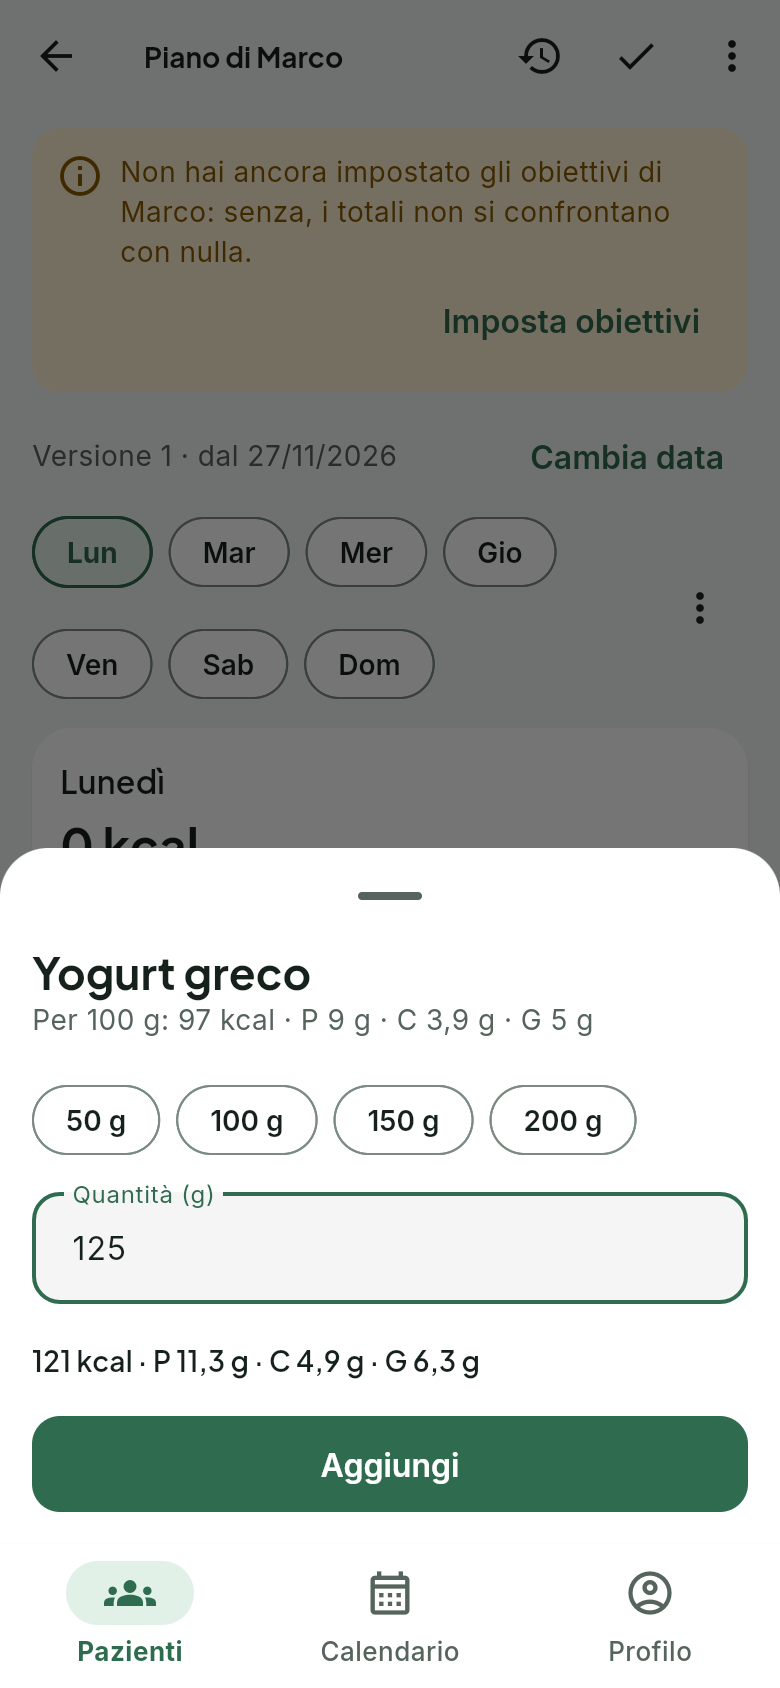 Piano di Marco
Non hai ancora impostato gli obiettivi di
Marco: senza, i totali non si confrontano
con nulla.
Imposta obiettivi
Versione 1 · dal 27/11/2026
Cambia data
Lun
Mar
Mer
Gio
Ven
Sab
Dom
Lunedì
0 kcal
Yogurt greco
Per 100 g: 97 kcal · P 9 g · C 3,9 g · G 5 g
50 g
100 g
150 g
200 g
Quantità (g)
125
121 kcal · P 11,3 g · C 4,9 g · G 6,3 g
Aggiungi
Pazienti
Calendario
Profilo